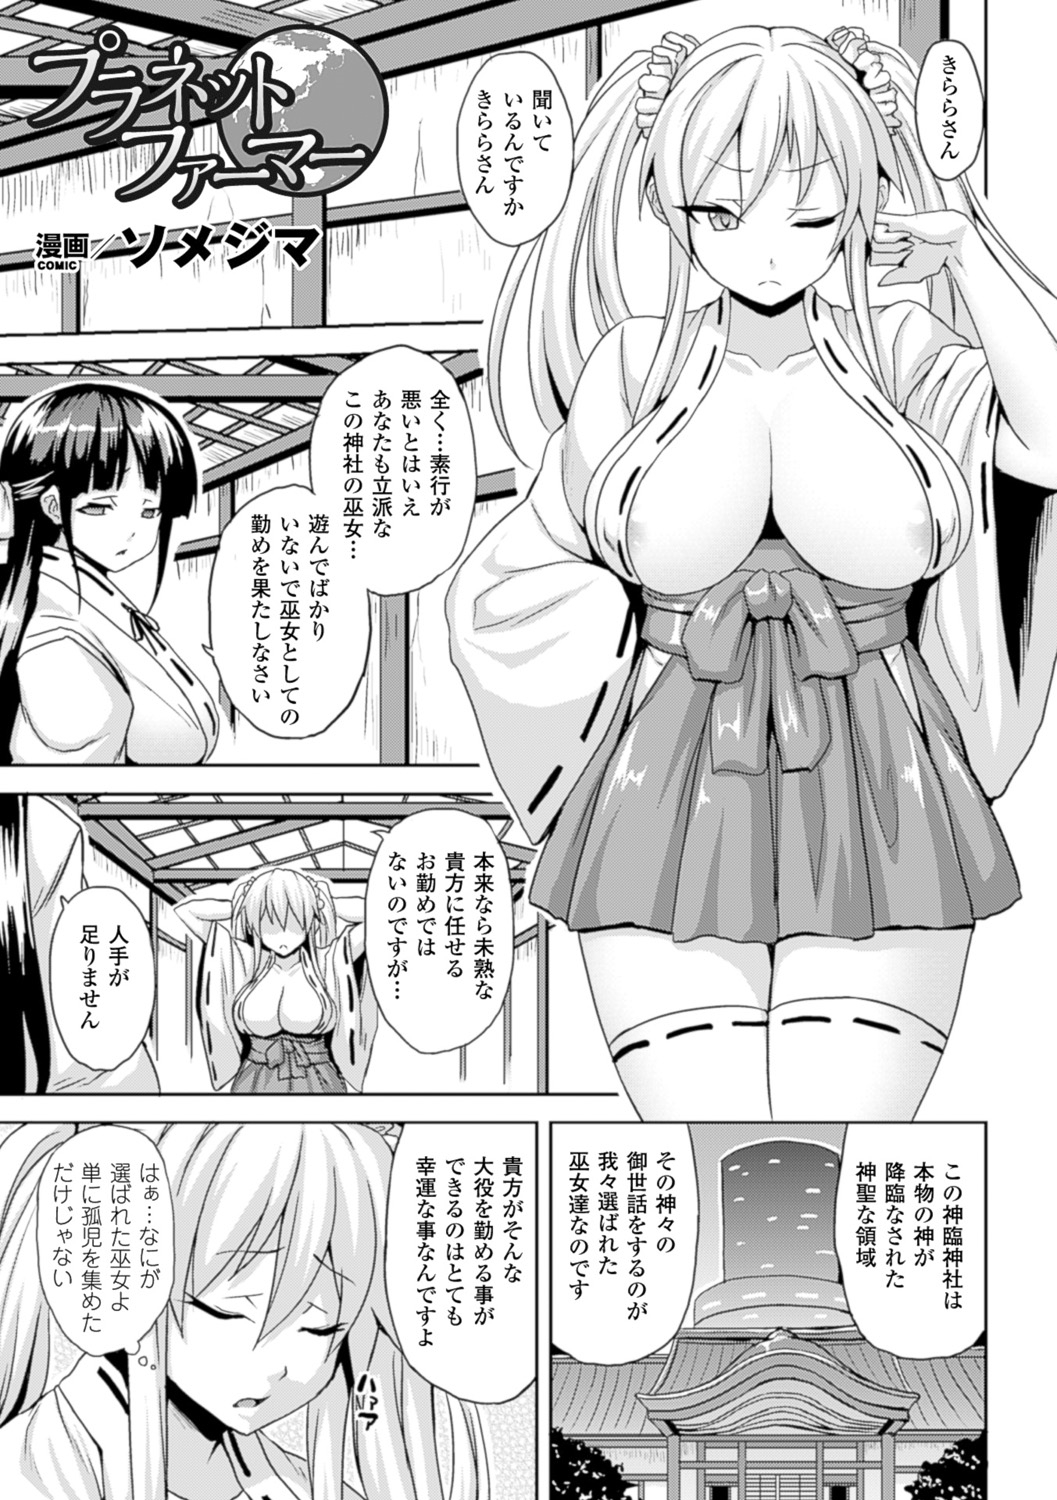 プラネット
ファーマー
漫画／ソメジマ
COMIC
きららさん
聞いて
いるんですか
きららさん
全く…素行が
悪いとはいえ
あなたも立派な
この神社の巫女…
遊んでばかり
いないで巫女としての
勤めを果たしなさい
本来なら未熟な
貴方に任せる
お勤めでは
ないのですが…
人手が
足りません
この神臨神社は
本物の神が
降臨なされた
神聖な領域
その神々の
御世話をするのが
我々選ばれた
巫女達なのです
貴方がそんな
大役を勤める事が
できるのはとても
幸運な事なんですよ
はぁ…なにが
選ばれた巫女よ
単に孤児を集めた
だけじゃない
ハァァ